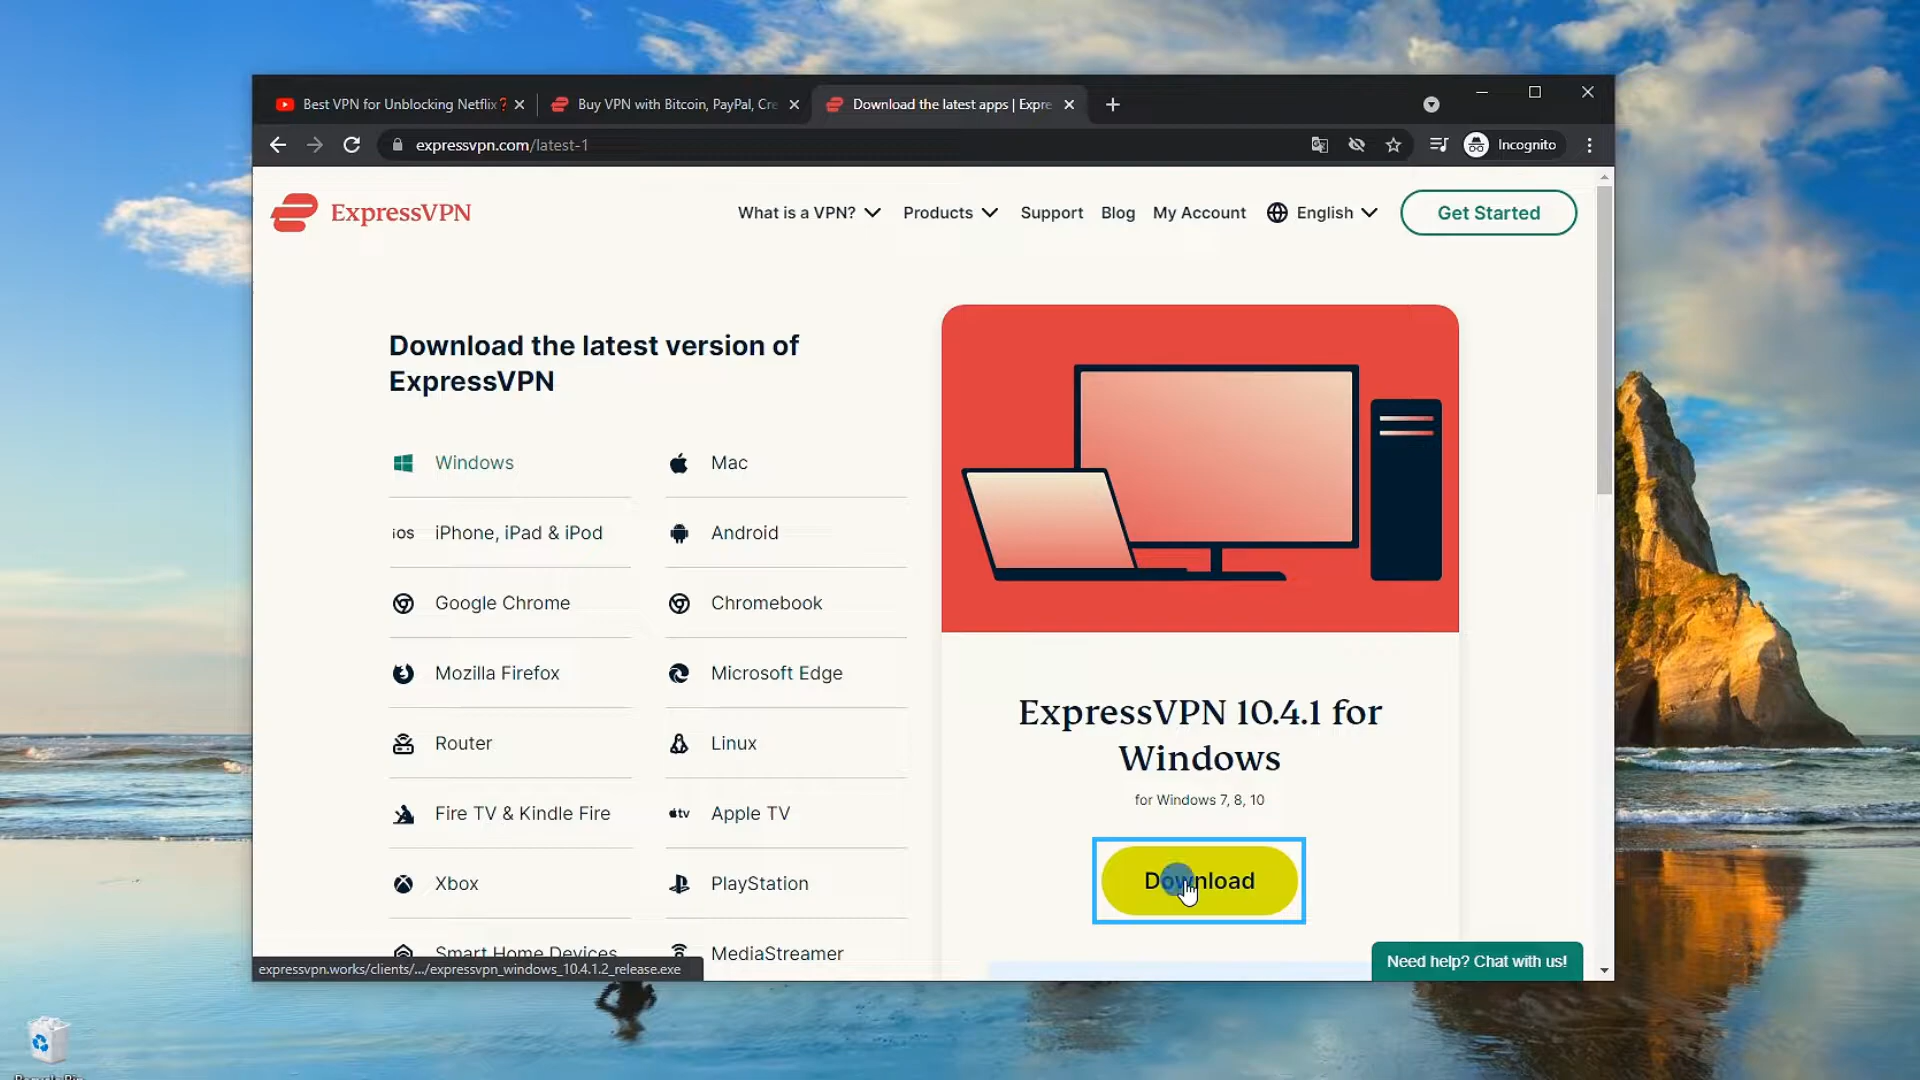 Best VPN for Unblocking Netflix?
Buy VPN with Bitcoin, PayPal, Cre
Download the latest apps | Expre
expressvpn.com/latest-1
Incognito
ExpressVPN
What is a VPN?
Products
Support
Blog
My Account
English
Get Started
Download the latest version of
ExpressVPN
Windows
Mac
iOS
iPhone, iPad & iPod
Android
Google Chrome
Chromebook
Mozilla Firefox
Microsoft Edge
Router
Linux
Fire TV & Kindle Fire
tv
Apple TV
Xbox
PlayStation
Smart Home Devices
MediaStreamer
ExpressVPN 10.4.1 for
Windows
for Windows 7, 8, 10
Download
Need help? Chat with us!
expressvpn.works/clients/.../expressvpn_windows_10.4.1.2_release.exe